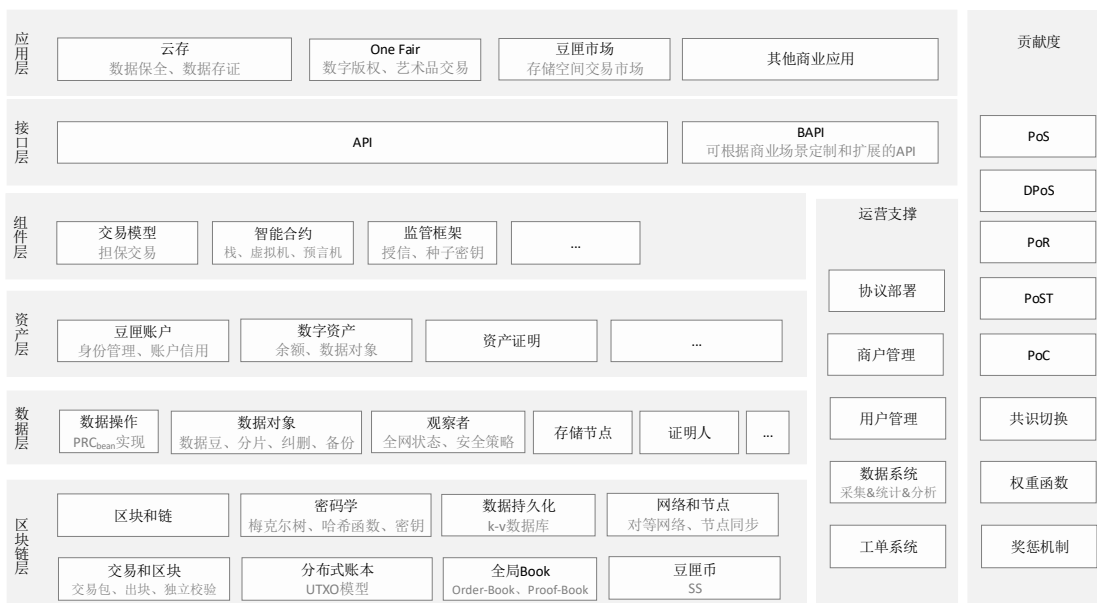 应用层
云存
数据保全、数据存证
One Fair
数字版权、艺术品交易
豆匣市场
存储空间交易市场
其他商业应用
接口层
API
BAPI
可根据商业场景定制和扩展的API
组件层
交易模型
担保交易
智能合约
栈、虚拟机、预言机
监管框架
授信、种子密钥
...
资产层
豆匣账户
身份管理、账户信用
数字资产
余额、数据对象
资产证明
...
数据层
数据操作
PRCbean实现
数据对象
数据豆、分片、纠删、备份
观察者
全网状态、安全策略
存储节点
证明人
...
区块链层
区块和链
密码学
梅克尔树、哈希函数、密钥
数据持久化
k-v数据库
网络和节点
对等网络、节点同步
交易和区块
交易包、出块、独立校验
分布式账本
UTXO模型
全局Book
Order-Book、Proof-Book
豆匣币
SS
运营支撑
协议部署
商户管理
用户管理
数据系统
采集&统计&分析
工单系统
贡献度
PoS
DPoS
PoR
PoST
PoC
共识切换
权重函数
奖惩机制